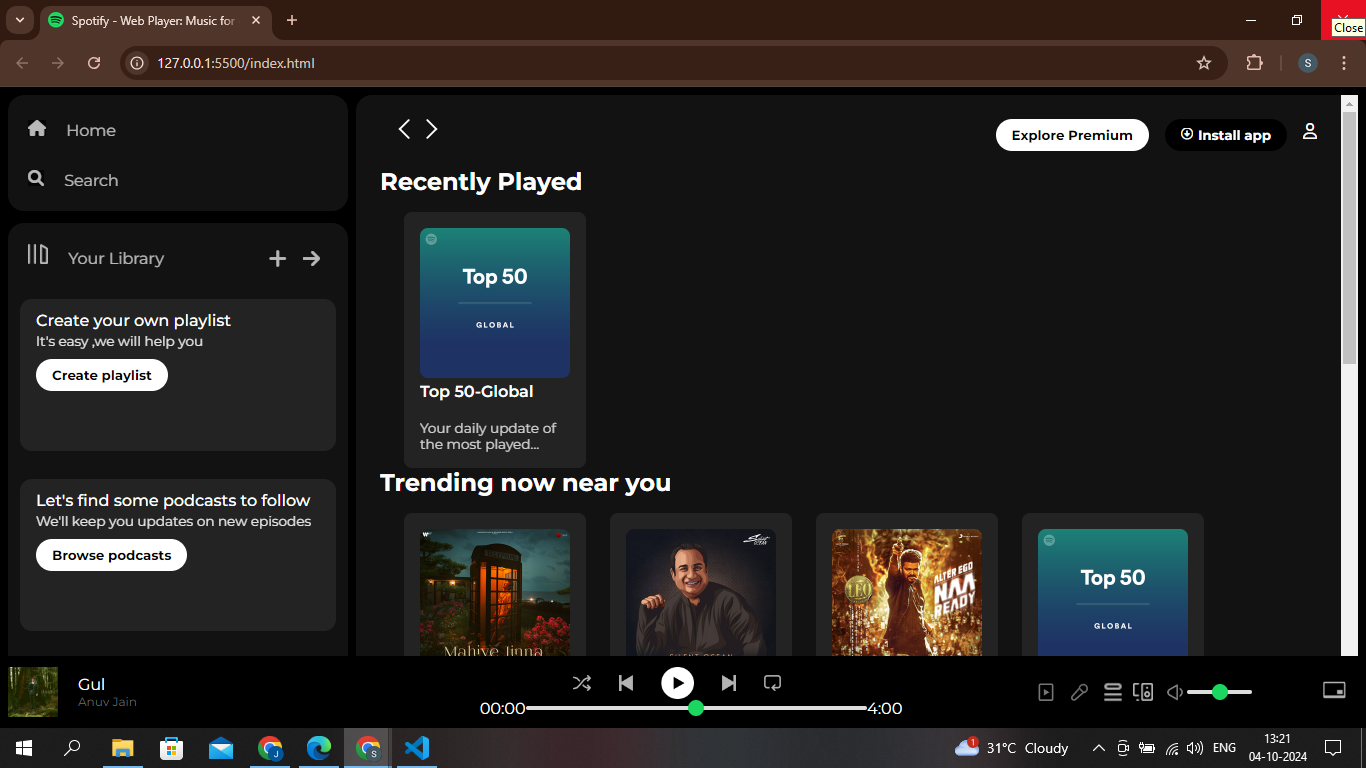 Spotify - Web Player: Music for
Close
127.0.0.1:5500/index.html
S
Home
Search
Your Library
Create your own playlist
It's easy ,we will help you
Create playlist
Let's find some podcasts to follow
We'll keep you updates on new episodes
Browse podcasts
Explore Premium
Install app
Recently Played
Top 50
GLOBAL
Top 50-Global
Your daily update of
the most played...
Trending now near you
Mahiye Jinna
SILENT OCEAN
LEO
ALTER EGO
NAA
READY
Top 50
GLOBAL
Gul
Anuv Jain
00:00
4:00
J
S
1
31°C Cloudy
ENG
13:21
04-10-2024